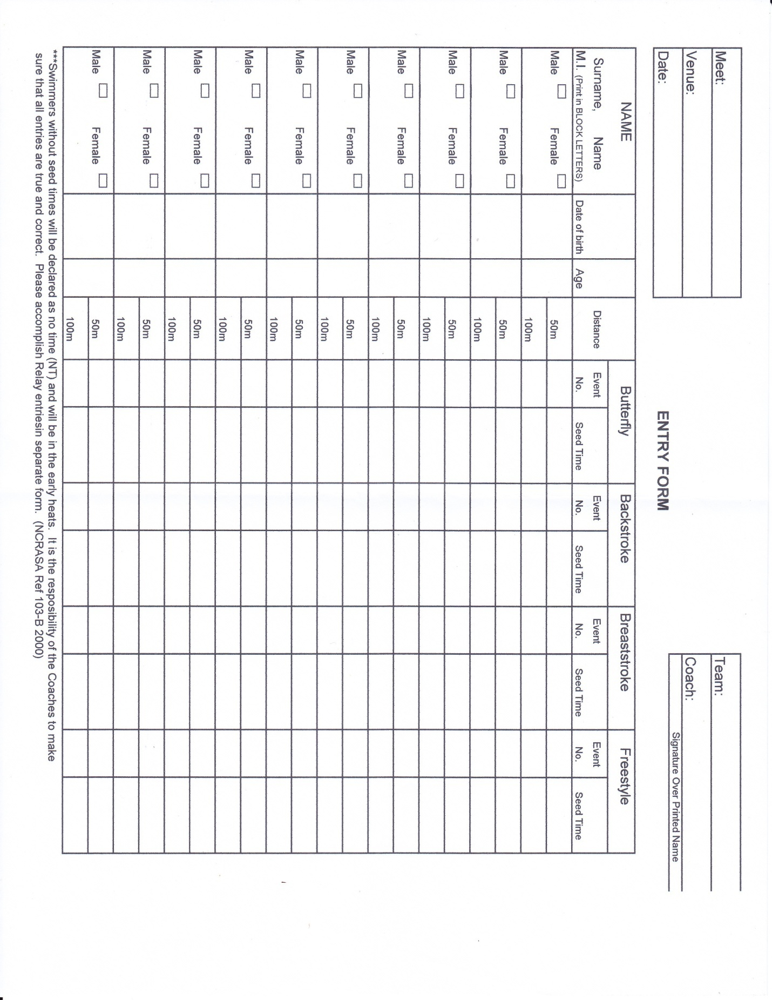 Meet:
Venue:
Date:
ENTRY FORM
Team:
Coach:
Signature Over Printed Name
NAME
Surname, Name
M.I. (Print in BLOCK LETTERS)
Date of birth
Age
Distance
Butterfly
Backstroke
Breaststroke
Freestyle
Event No.
Seed Time
Event No.
Seed Time
Event No.
Seed Time
Event No.
Seed Time
Male Female
50m
100m
Male Female
50m
100m
Male Female
50m
100m
Male Female
50m
100m
Male Female
50m
100m
Male Female
50m
100m
Male Female
50m
100m
Male Female
50m
100m
Male Female
50m
100m
Male Female
50m
100m
***Swimmers without seed times will be declared as no time (NT) and will be in the early heats. It is the resposibility of the Coaches to make
sure that all entries are true and correct. Please accomplish Relay entriesin separate form. (NCRASA Ref 103-B 2000)